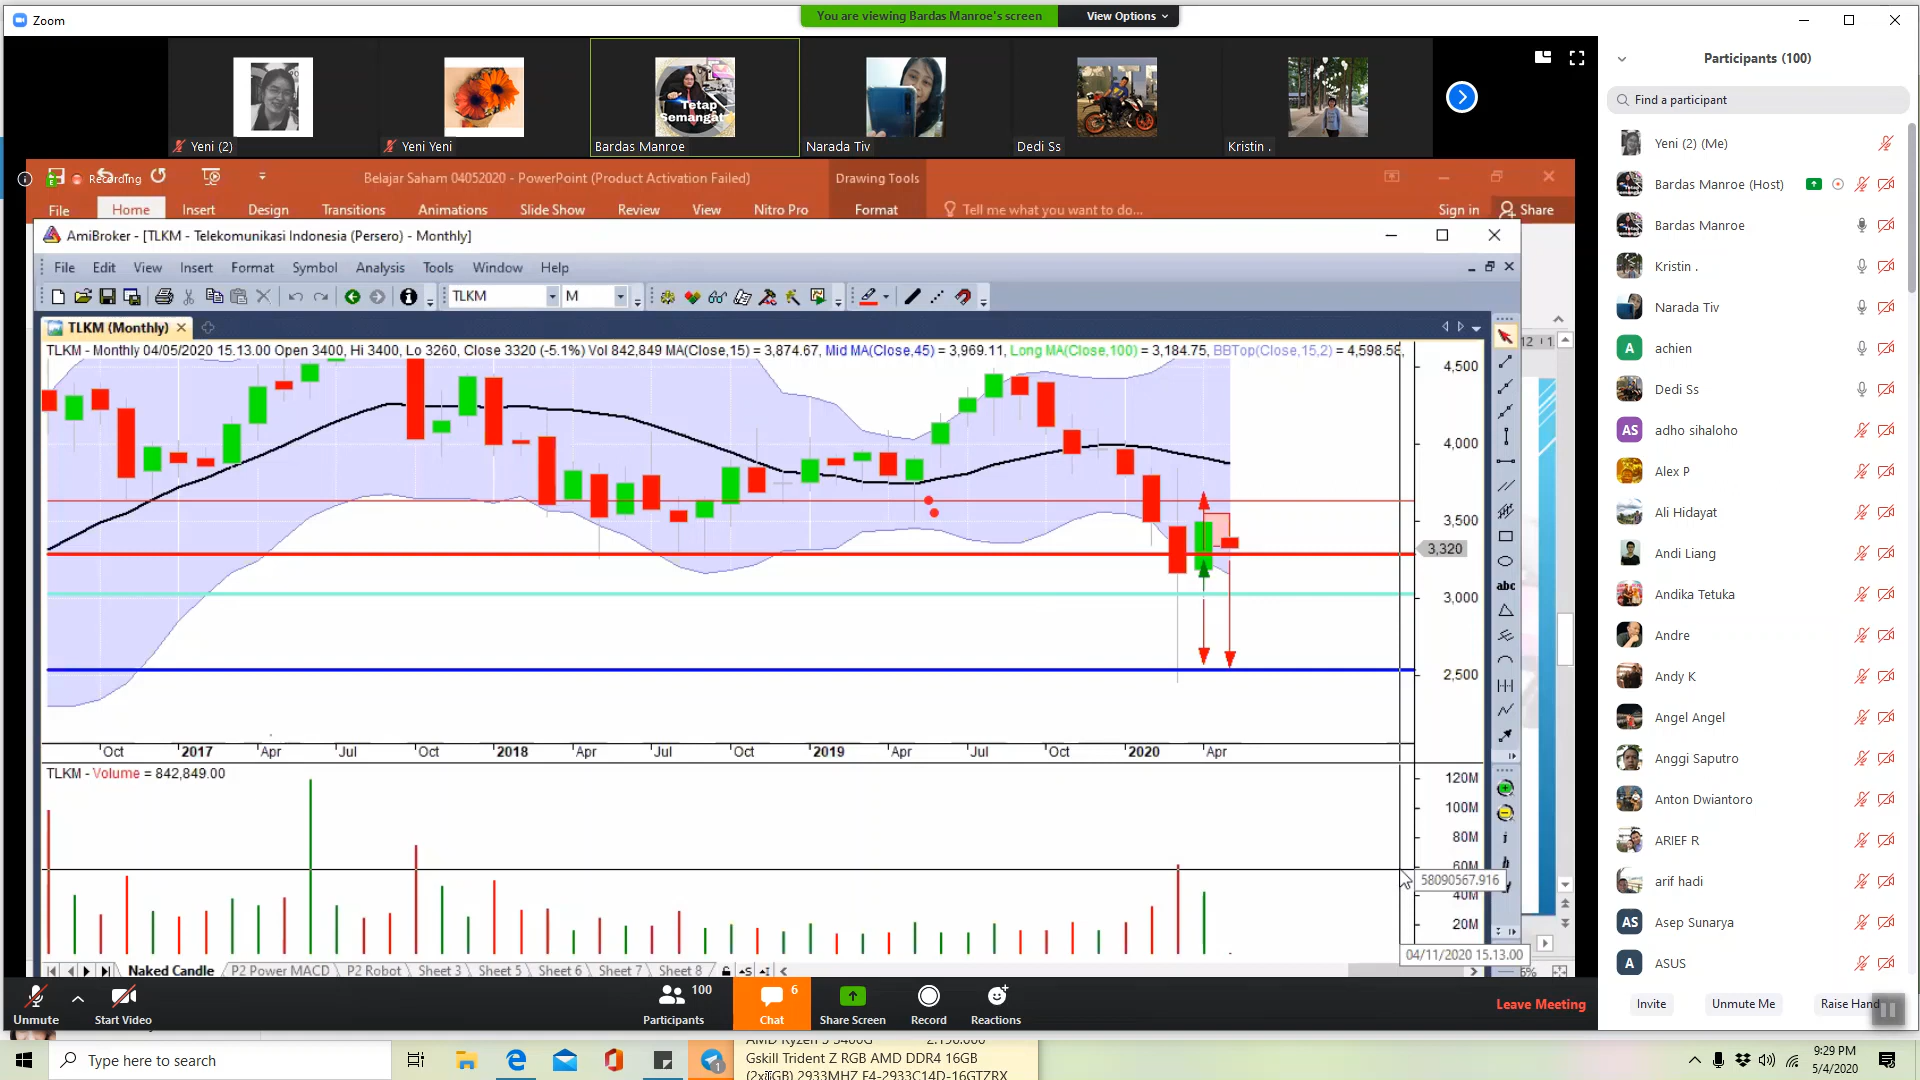 Zoom
You are viewing Bardas Manroe's screen
View Options
Yeni (2)
Yeni Yeni
Tetap
Semangat
Bardas Manroe
Narada Tiv
Dedi Ss
Kristin .
Recording
Belajar Saham 04052020 - PowerPoint (Product Activation Failed)
Drawing Tools
File Home Insert Design Transitions Animations Slide Show Review View Nitro Pro Format Tell me what you want to do... Sign in Share
AmiBroker - [TLKM - Telekomunikasi Indonesia (Persero) - Monthly]
File Edit View Insert Format Symbol Analysis Tools Window Help
TLKM M
TLKM (Monthly)
TLKM - Monthly 04/05/2020 15.13.00 Open 3400, Hi 3400, Lo 3260, Close 3320 (-5.1%) Vol 842,849 MA(Close,15) = 3,874.67, Mid MA(Close,45) = 3,969.11, Long MA(Close,100) = 3,184.75, BBTop(Close,15,2) = 4,598.58,
4,500
4,000
3,500
3,320
3,000
2,500
abc
Oct 2017 Apr Jul Oct 2018 Apr Jul Oct 2019 Apr Jul Oct 2020 Apr
TLKM - Volume = 842,849.00
120M
100M
80M
60M
58090567.916
40M
20M
04/11/2020 15.13.00
Naked Candle P2 Power MACD P2 Robot Sheet 3 Sheet 5 Sheet 6 Sheet 7 Sheet 8
Participants (100)
Find a participant
Yeni (2) (Me)
Bardas Manroe (Host)
Bardas Manroe
Kristin .
Narada Tiv
A achien
Dedi Ss
AS adho sihaloho
Alex P
Ali Hidayat
Andi Liang
Andika Tetuka
Andre
Andy K
Angel Angel
Anggi Saputro
Anton Dwiantoro
ARIEF R
arif hadi
AS Asep Sunarya
A ASUS
Invite
Unmute Me
Raise Hand
Unmute
Start Video
100
Participants
6
Chat
Share Screen
Record
Reactions
Leave Meeting
Type here to search
1
Gskill Trident Z RGB AMD DDR4 16GB
9:29 PM
5/4/2020